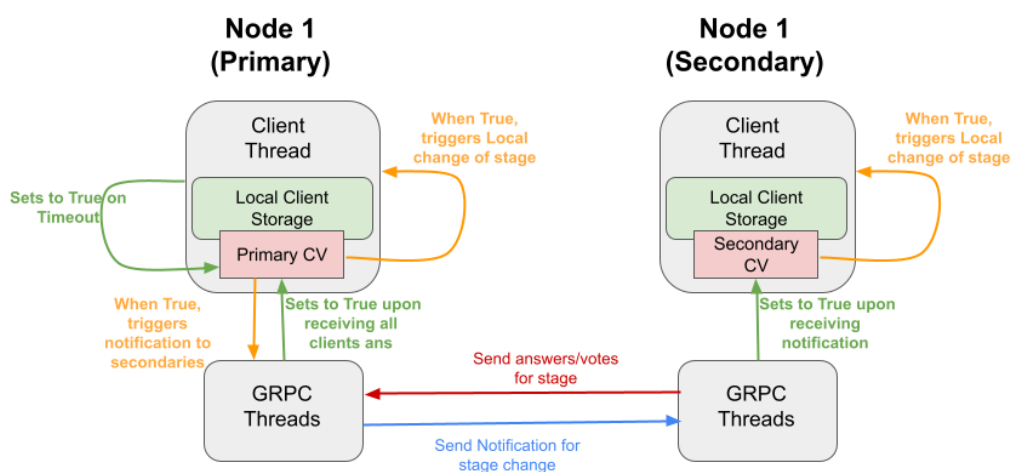 Node 1
(Primary)
Node 1
(Secondary)
Client
Thread
When True,
triggers Local
change of stage
Client
Thread
When True,
triggers Local
change of stage
Sets to True on
Timeout
Local Client
Storage
Primary CV
Local Client
Storage
Secondary
CV
When True,
triggers
notification to
secondaries
Sets to True upon
receiving all
clients ans
Sets to True upon
receiving
notification
GRPC
Threads
Send answers/votes
for stage
GRPC
Threads
Send Notification for
stage change